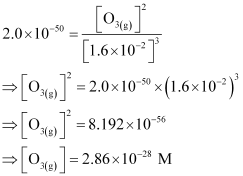 2.0×10⁻⁵⁰ = [O₃₍g₎]² / [1.6×10⁻²]³
⇒ [O₃₍g₎]² = 2.0×10⁻⁵⁰ × (1.6×10⁻²)³
⇒ [O₃₍g₎]² = 8.192×10⁻⁵⁶
⇒ [O₃₍g₎] = 2.86×10⁻²⁸ M